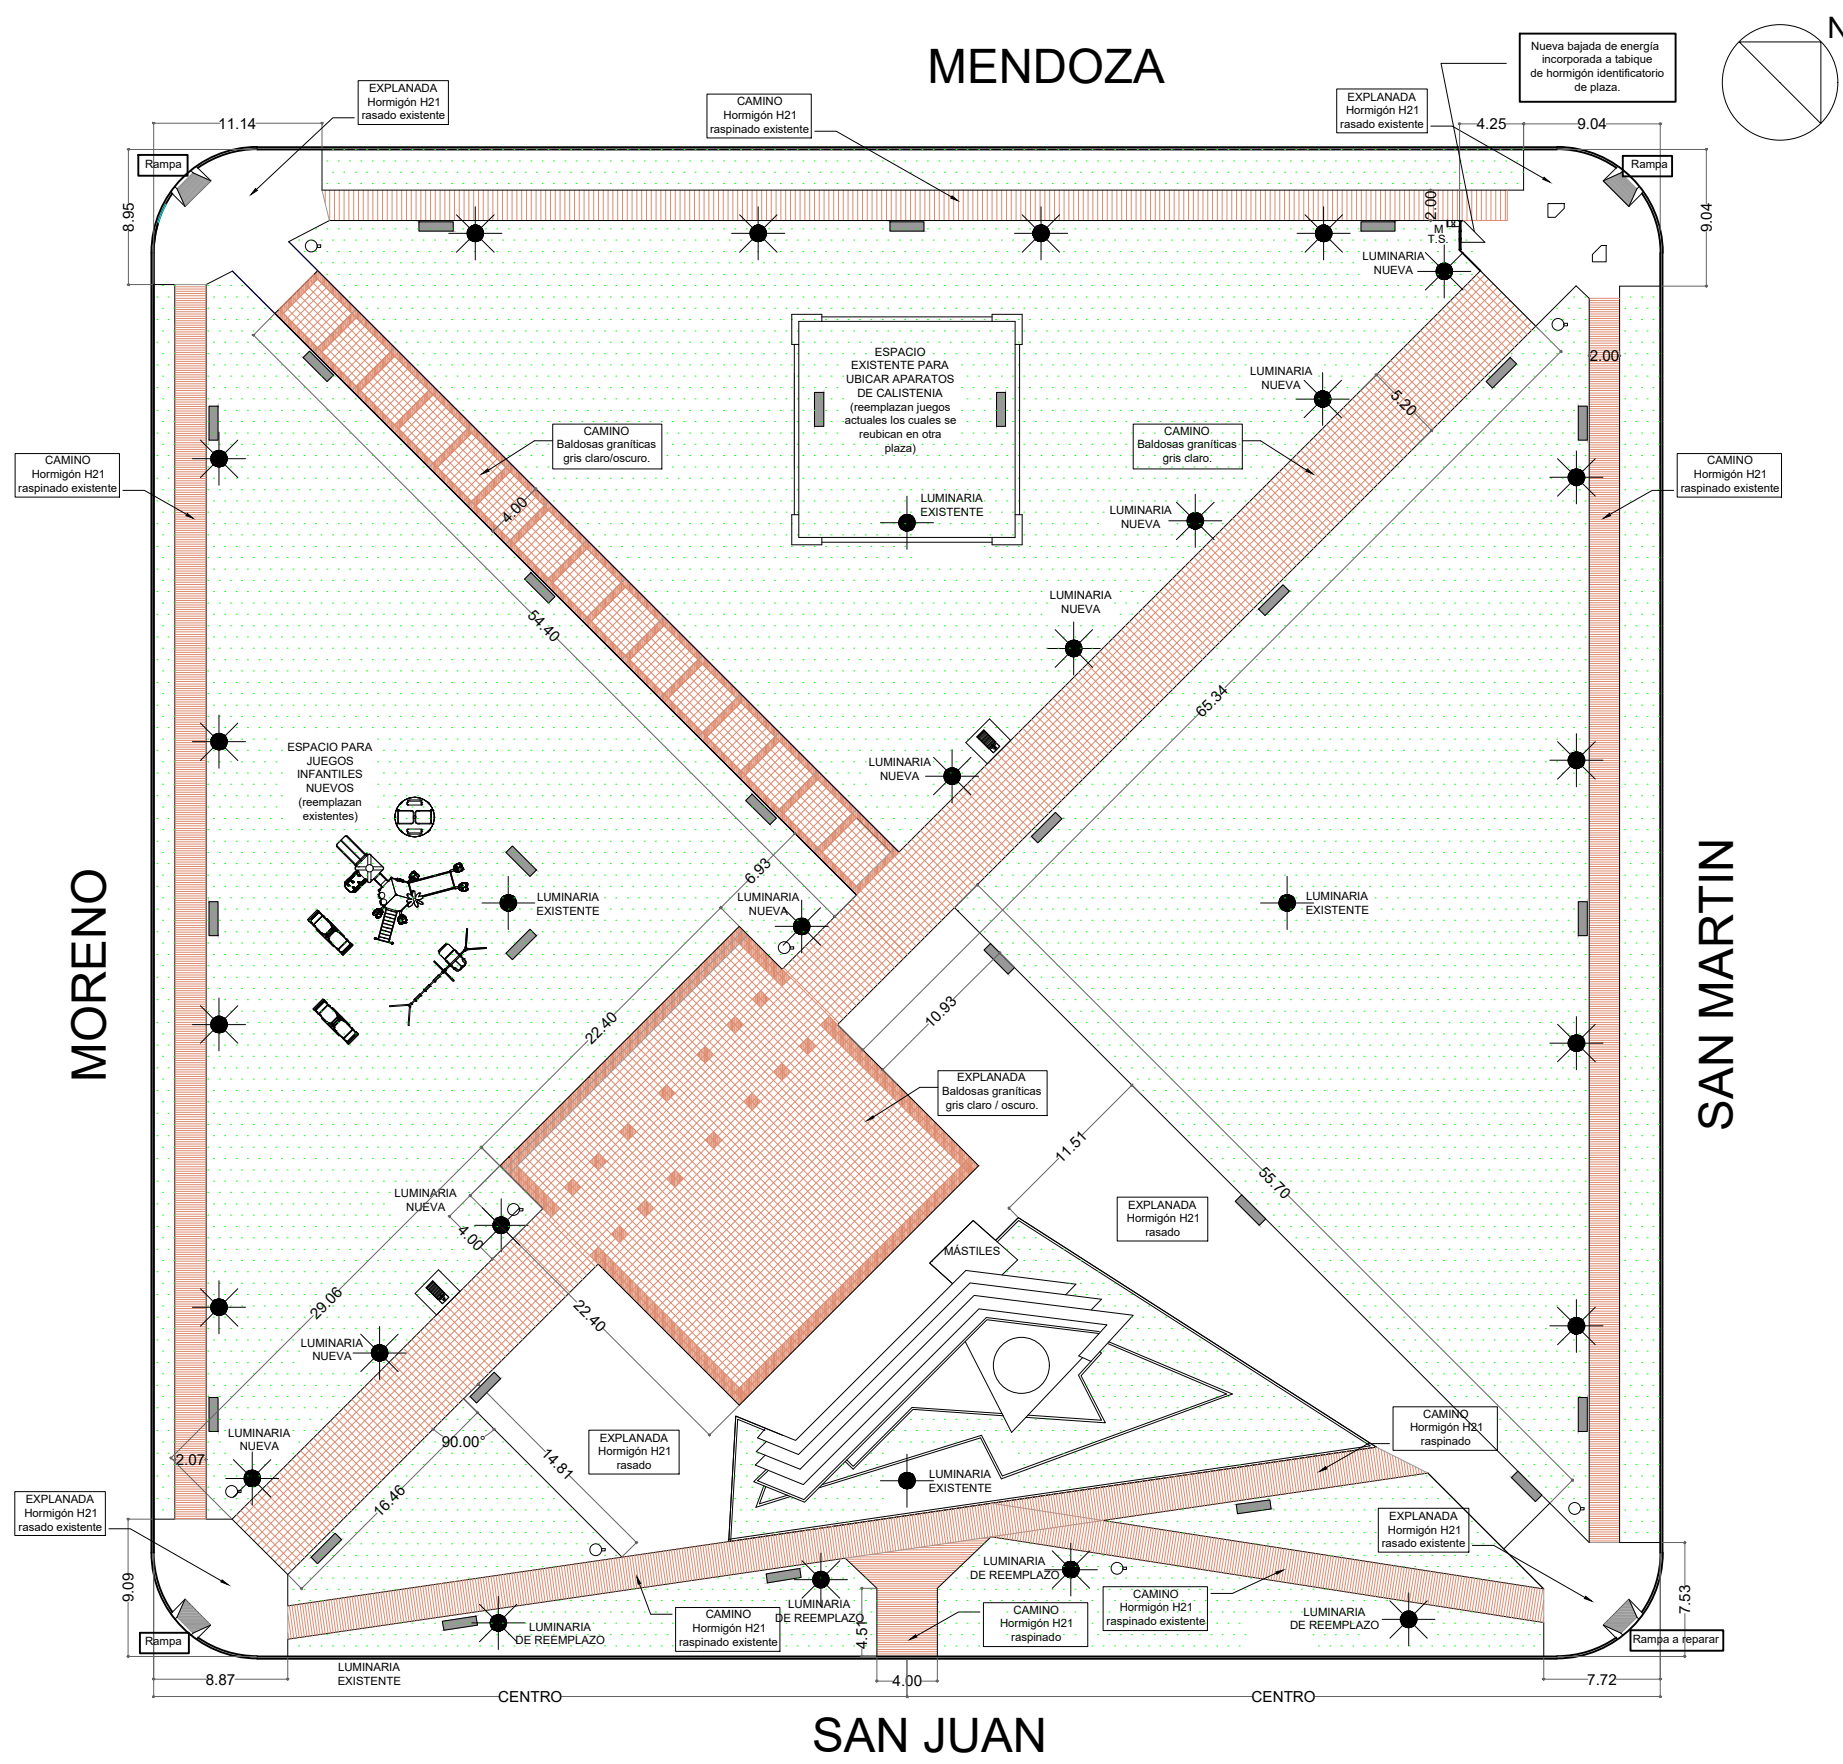 MENDOZA
N
Nueva bajada de energía
incorporada a tabique
de hormigón identificatorio
de plaza.
EXPLANADA
Hormigón H21
rasado existente
CAMINO
Hormigón H21
raspinado existente
EXPLANADA
Hormigón H21
rasado existente
11.14
4.25
9.04
Rampa
Rampa
8.95
9.04
2.00
M
T.S.
LUMINARIA
NUEVA
2.00
ESPACIO
EXISTENTE PARA
UBICAR APARATOS
DE CALISTENIA
(reemplazan juegos
actuales los cuales se
reubican en otra
plaza)
LUMINARIA
NUEVA
5.20
CAMINO
Baldosas graníticas
gris claro/oscuro.
CAMINO
Baldosas graníticas
gris claro.
CAMINO
Hormigón H21
raspinado existente
CAMINO
Hormigón H21
raspinado existente
4.00
LUMINARIA
EXISTENTE
LUMINARIA
NUEVA
LUMINARIA
NUEVA
54.40
65.34
ESPACIO PARA
JUEGOS
INFANTILES
NUEVOS
(reemplazan
existentes)
LUMINARIA
NUEVA
6.93
LUMINARIA
EXISTENTE
LUMINARIA
NUEVA
LUMINARIA
EXISTENTE
MORENO
SAN MARTIN
22.40
10.93
EXPLANADA
Baldosas graníticas
gris claro / oscuro.
11.51
55.70
LUMINARIA
NUEVA
4.00
EXPLANADA
Hormigón H21
rasado
MÁSTILES
29.06
22.40
LUMINARIA
NUEVA
LUMINARIA
NUEVA
2.07
90.00°
14.81
16.46
EXPLANADA
Hormigón H21
rasado
CAMINO
Hormigón H21
raspinado
LUMINARIA
EXISTENTE
EXPLANADA
Hormigón H21
rasado existente
EXPLANADA
Hormigón H21
rasado existente
9.09
LUMINARIA
DE REEMPLAZO
LUMINARIA
DE REEMPLAZO
CAMINO
Hormigón H21
raspinado existente
7.53
CAMINO
Hormigón H21
raspinado existente
4.51
CAMINO
Hormigón H21
raspinado
LUMINARIA
DE REEMPLAZO
LUMINARIA
DE REEMPLAZO
Rampa
Rampa a reparar
8.87
LUMINARIA
EXISTENTE
4.00
7.72
CENTRO
CENTRO
SAN JUAN